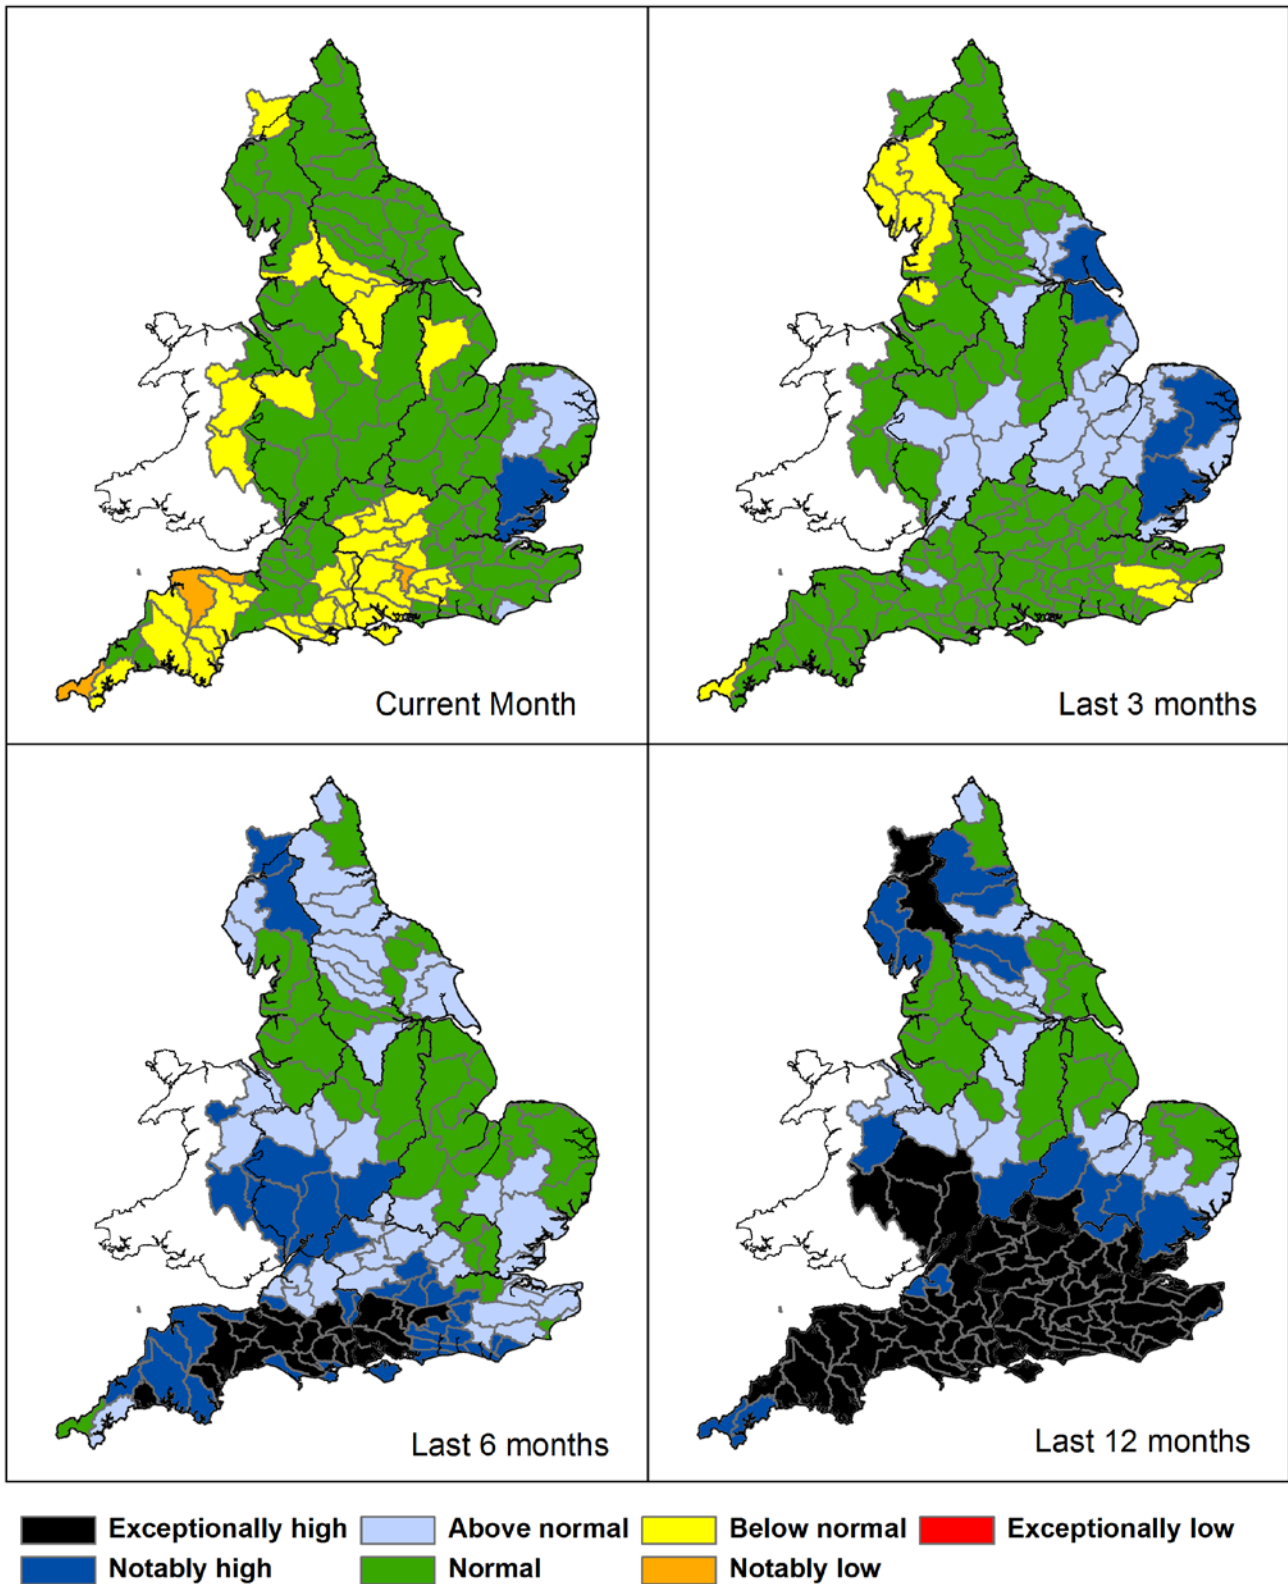 Current Month
Last 3 months
Last 6 months
Last 12 months
Exceptionally high
Above normal
Below normal
Exceptionally low
Notably high
Normal
Notably low